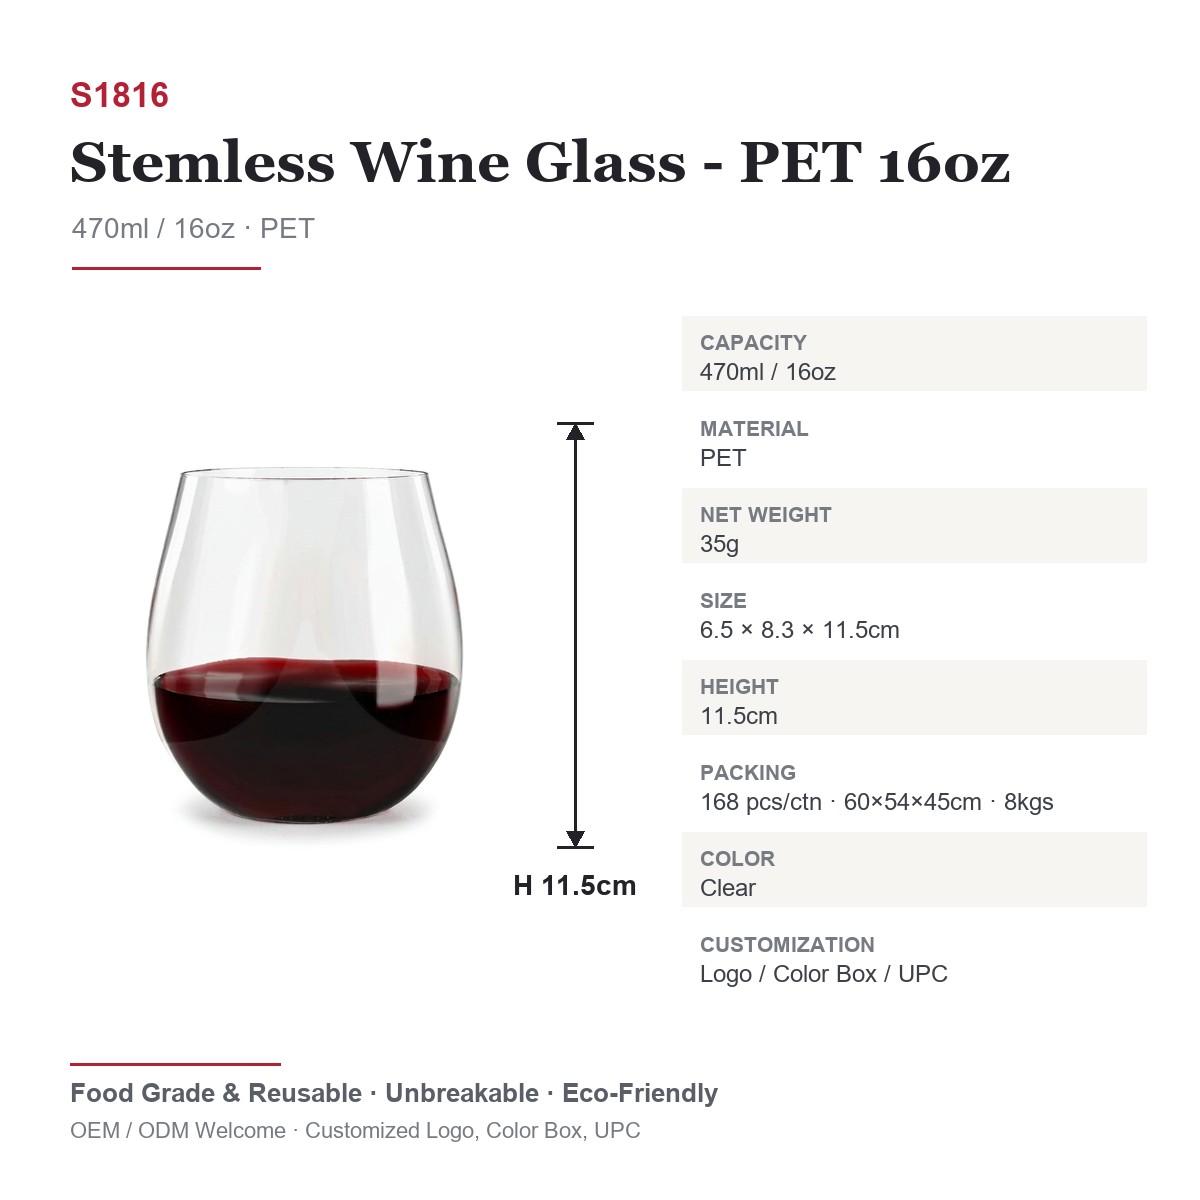 S1816
Stemless Wine Glass - PET 16oz
470ml / 16oz · PET
CAPACITY
470ml / 16oz
MATERIAL
PET
NET WEIGHT
35g
SIZE
6.5 × 8.3 × 11.5cm
HEIGHT
11.5cm
PACKING
168 pcs/ctn · 60×54×45cm · 8kgs
COLOR
Clear
CUSTOMIZATION
Logo / Color Box / UPC
H 11.5cm
Food Grade & Reusable · Unbreakable · Eco-Friendly
OEM / ODM Welcome · Customized Logo, Color Box, UPC